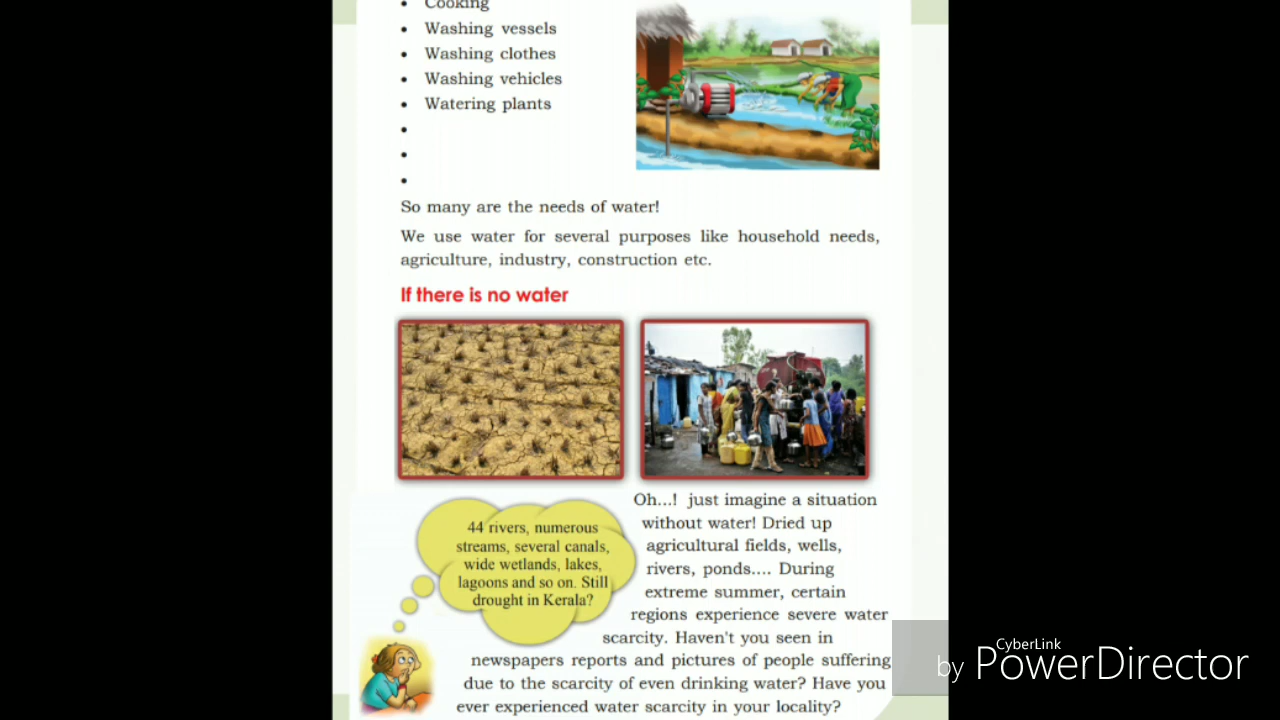 Cooking
• Washing vessels
• Washing clothes
• Washing vehicles
• Watering plants
•
•
•
So many are the needs of water!
We use water for several purposes like household needs,
agriculture, industry, construction etc.
If there is no water
44 rivers, numerous
streams, several canals,
wide wetlands, lakes,
lagoons and so on. Still
drought in Kerala?
Oh...! just imagine a situation
without water! Dried up
agricultural fields, wells,
rivers, ponds.... During
extreme summer, certain
regions experience severe water
scarcity. Haven't you seen in
newspapers reports and pictures of people suffering
due to the scarcity of even drinking water? Have you
ever experienced water scarcity in your locality?
CyberLink
by PowerDirector